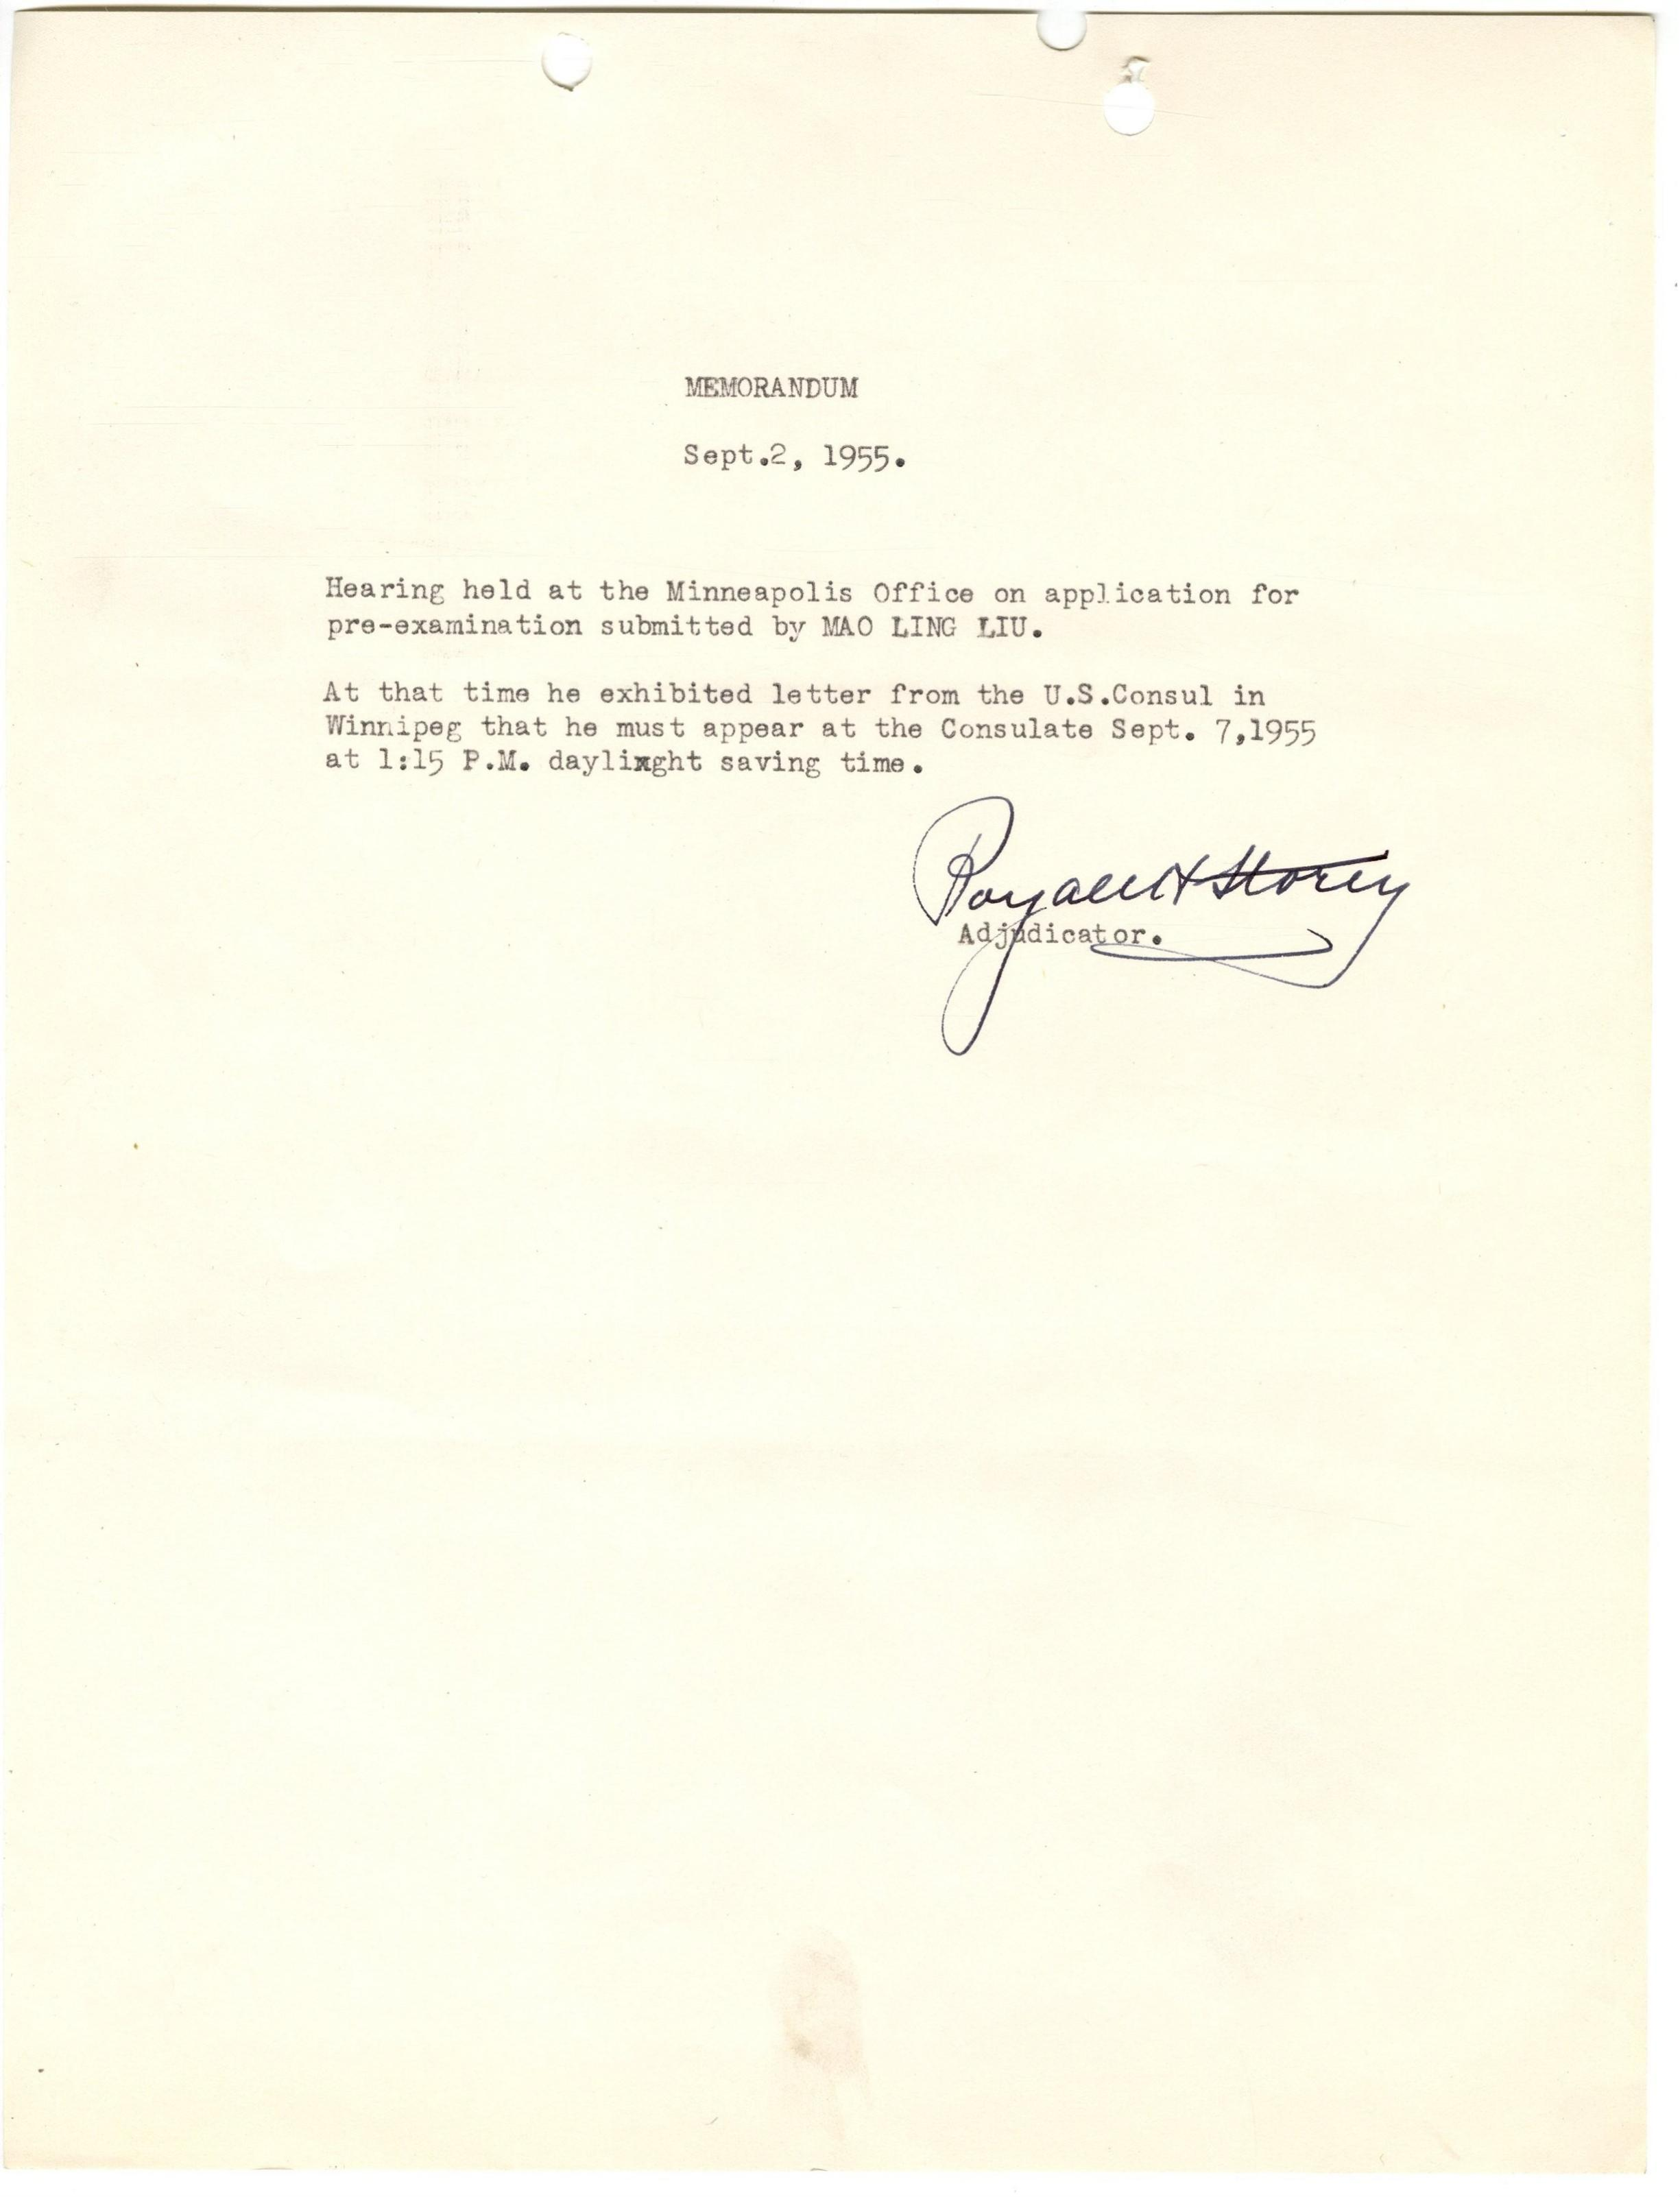 MEMORANDUM
Sept.2, 1955.
Hearing held at the Minneapolis Office on application for
pre-examination submitted by MAO LING LIU.
At that time he exhibited letter from the U.S.Consul in
Winnipeg that he must appear at the Consulate Sept. 7,1955
at 1:15 P.M. daylixght saving time.
Royall H Storey
Adjudicator.